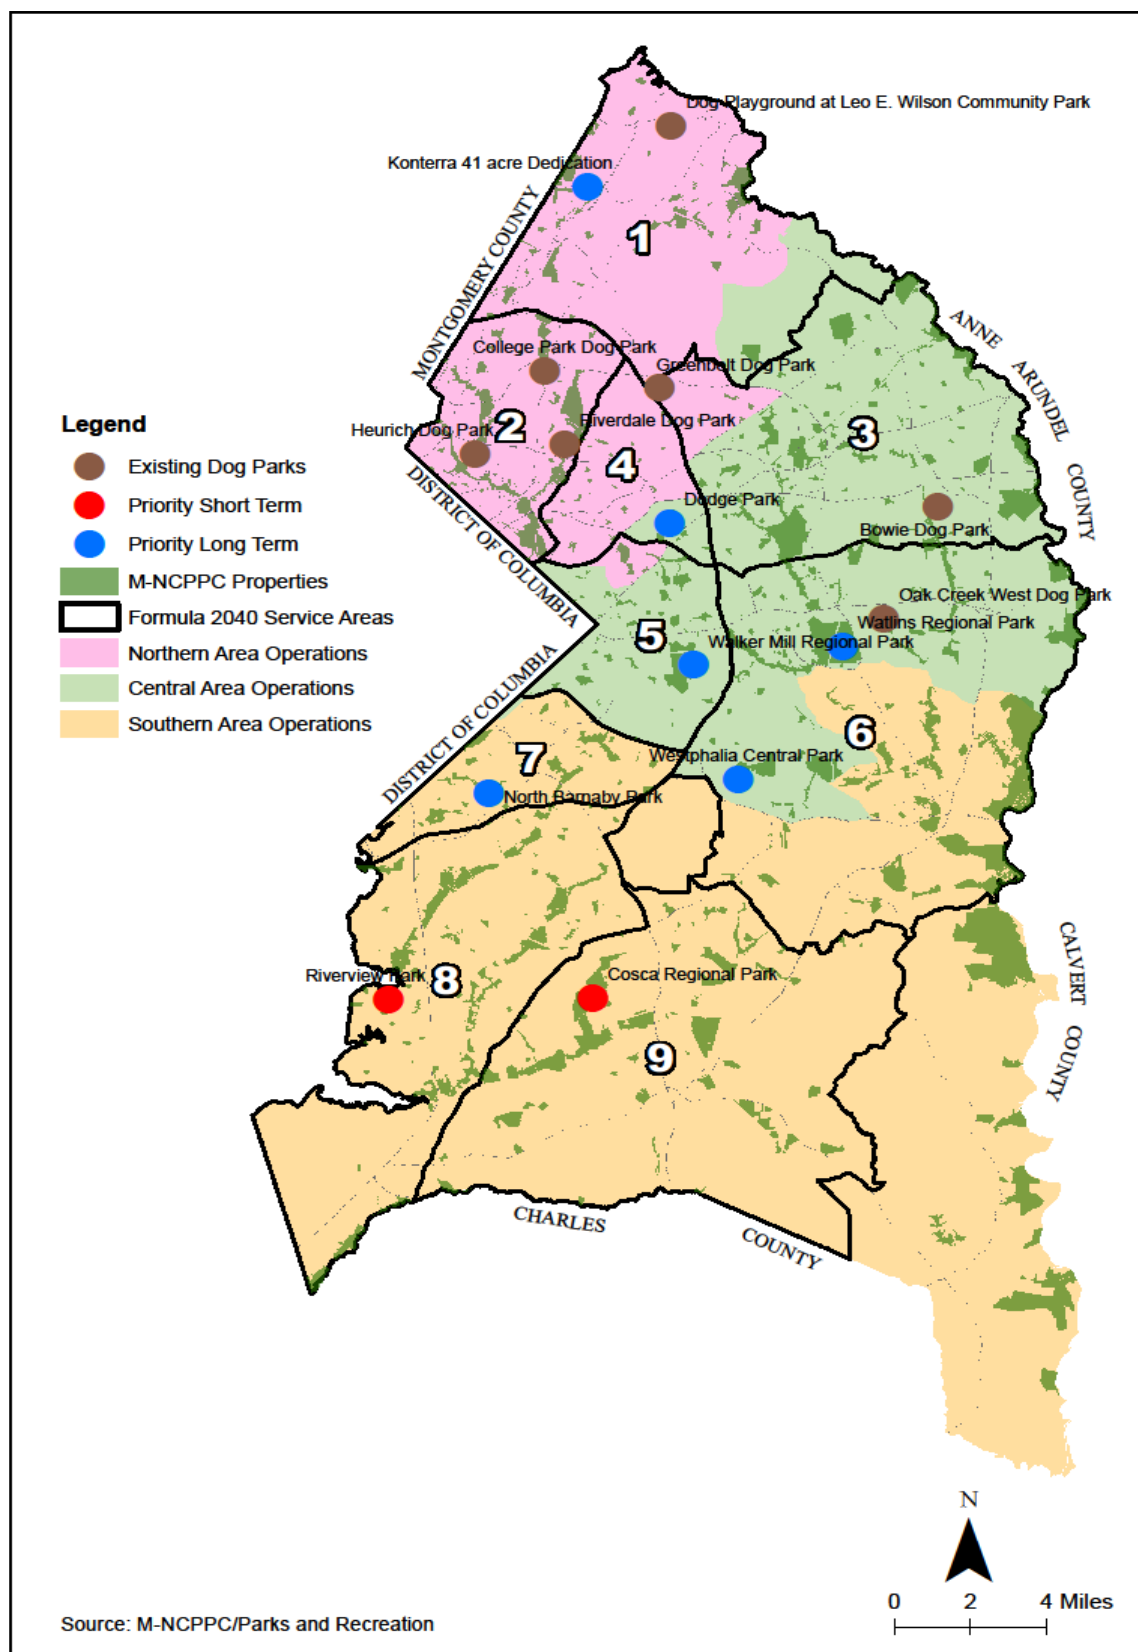 Dog Playground at Leo E. Wilson Community Park
Konterra 41 acre Dedication
1
MONTGOMERY COUNTY
ANNE ARUNDEL COUNTY
College Park Dog Park
Greenbelt Dog Park
Legend
Existing Dog Parks
Priority Short Term
Priority Long Term
M-NCPPC Properties
Formula 2040 Service Areas
Northern Area Operations
Central Area Operations
Southern Area Operations
Heurich Dog Park
2
Riverdale Dog Park
3
4
DISTRICT OF COLUMBIA
Dodge Park
Bowie Dog Park
Oak Creek West Dog Park
Watlins Regional Park
5
Walker Mill Regional Park
DISTRICT OF COLUMBIA
6
7
Westphalia Central Park
North Barnaby Park
CALVERT COUNTY
Riverview Park
8
Cosca Regional Park
9
CHARLES COUNTY
N
0 2 4 Miles
Source: M-NCPPC/Parks and Recreation